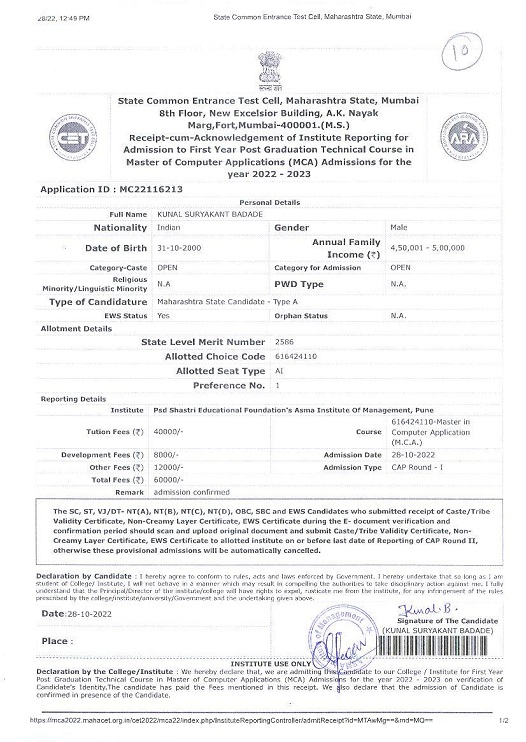 28/22, 12:49 PM State Common Entrance Test Cell, Maharashtra State, Mumbai
10
State Common Entrance Test Cell, Maharashtra State, Mumbai
8th Floor, New Excelsior Building, A.K. Nayak
Marg,Fort,Mumbai-400001.(M.S.)
Receipt-cum-Acknowledgement of Institute Reporting for
Admission to First Year Post Graduation Technical Course in
Master of Computer Applications (MCA) Admissions for the
year 2022 - 2023
CET
ARA
Application ID : MC22116213
Personal Details
Full Name KUNAL SURYAKANT BADADE
Nationality Indian Gender Male
Date of Birth 31-10-2000 Annual Family Income (₹) 4,50,001 - 5,00,000
Category-Caste OPEN Category for Admission OPEN
Religious Minority/Linguistic Minority N.A PWD Type N.A.
Type of Candidature Maharashtra State Candidate - Type A
EWS Status Yes Orphan Status N.A.
Allotment Details
State Level Merit Number 2586
Allotted Choice Code 616424110
Allotted Seat Type AI
Preference No. 1
Reporting Details
Institute Psd Shastri Educational Foundation's Asma Institute Of Management, Pune
Tution Fees (₹) 40000/- Course 616424110-Master in Computer Application (M.C.A.)
Development Fees (₹) 8000/- Admission Date 28-10-2022
Other Fees (₹) 12000/- Admission Type CAP Round - I
Total Fees (₹) 60000/-
Remark admission confirmed
The SC, ST, VJ/DT- NT(A), NT(B), NT(C), NT(D), OBC, SBC and EWS Candidates who submitted receipt of Caste/Tribe
Validity Certificate, Non-Creamy Layer Certificate, EWS Certificate during the E- document verification and
confirmation period should scan and upload original document and submit Caste/Tribe Validity Certificate, Non-
Creamy Layer Certificate, EWS Certificate to allotted institute on or before last date of Reporting of CAP Round II,
otherwise these provisional admissions will be automatically cancelled.
Declaration by Candidate : I hereby agree to conform to rules, acts and laws enforced by Government. I hereby undertake that so long as I am
student of College/ Institute, I will not behave in a manner which may result in compelling the authorities to take disciplinary action against me. I fully
understand that the Principal/Director of the institute/college will have rights to expel, rusticate me from the institute, for any infringement of the rules
prescribed by the college/institute/university/Government and the undertaking given above.
Date:28-10-2022
Kunal.B.
Signature of The Candidate
(KUNAL SURYAKANT BADADE)
Place :
of Management
INSTITUTE USE ONLY
Declaration by the College/Institute : We hereby declare that, we are admitting this Candidate to our College / Institute for First Year
Post Graduation Technical Course in Master of Computer Applications (MCA) Admissions for the year 2022 - 2023 on verification of
Candidate's Identity,The candidate has paid the Fees mentioned in this receipt. We also declare that the admission of Candidate is
confirmed in presence of the Candidate.
https://mca2022.mahacet.org.in/cet2022/mca22/index.php/InstituteReportingController/admitReceipt?id=MTAwMg==&rnd=MQ== 1/2